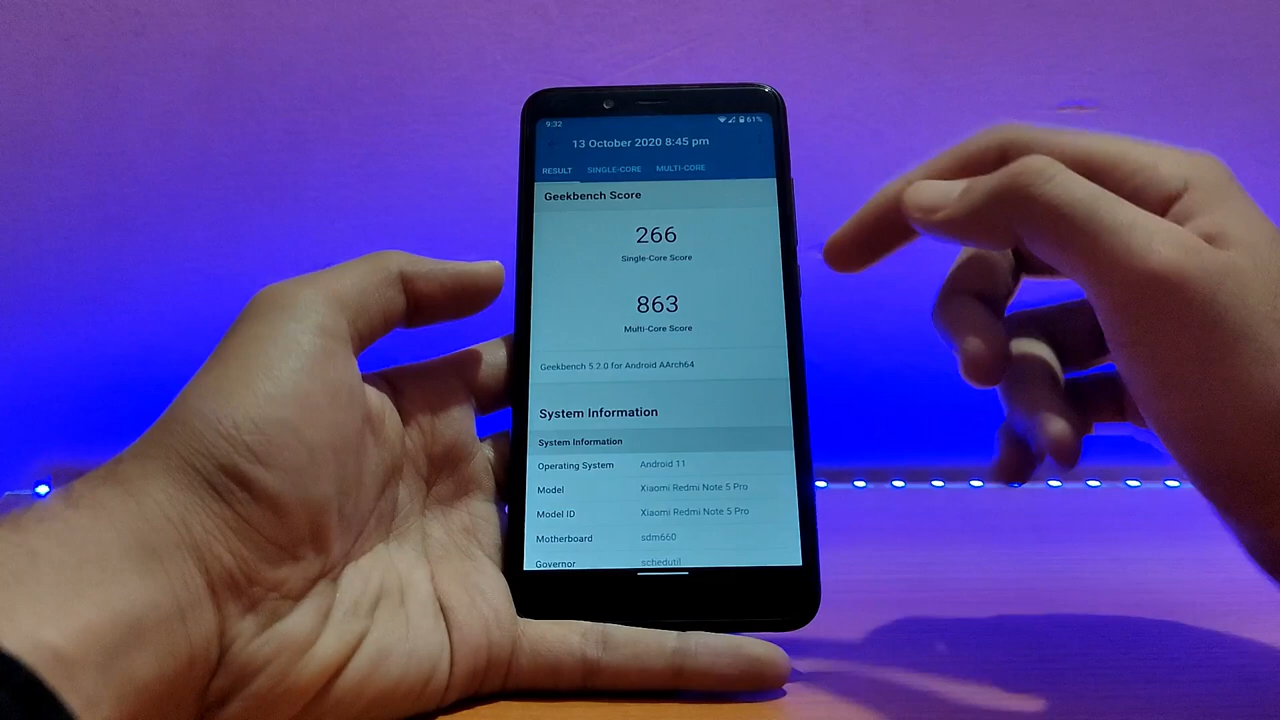 9:32 61%
13 October 2020 8:45 pm
RESULT SINGLE-CORE MULTI-CORE
Geekbench Score
266
Single-Core Score
863
Multi-Core Score
Geekbench 5.2.0 for Android AArch64
System Information
System Information
Operating System Android 11
Model Xiaomi Redmi Note 5 Pro
Model ID Xiaomi Redmi Note 5 Pro
Motherboard sdm660
Governor schedutil